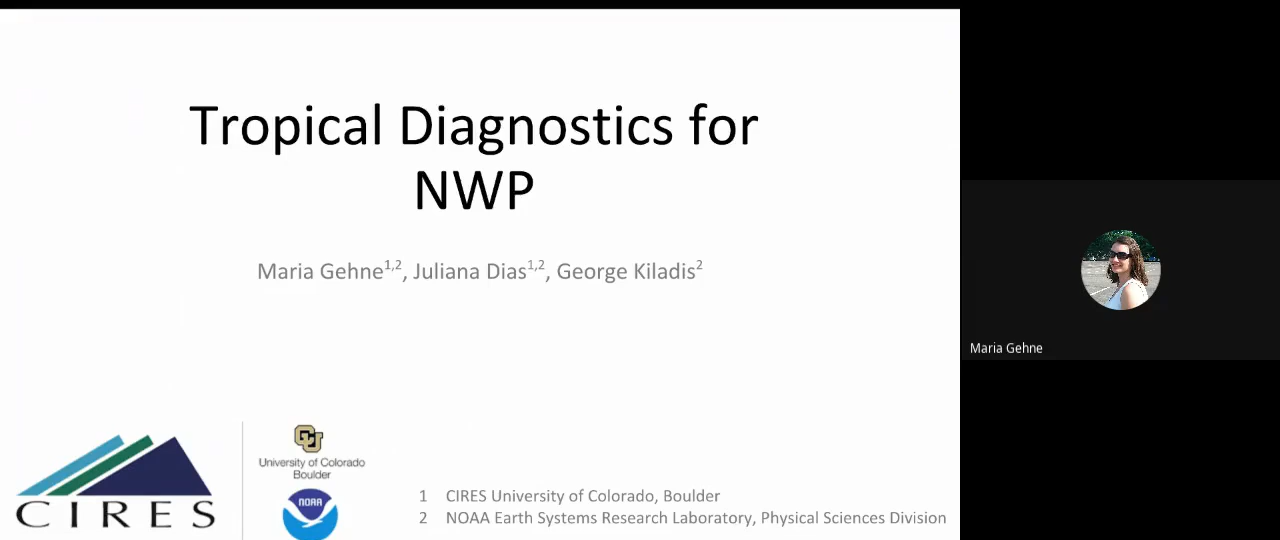 Tropical Diagnostics for
NWP
Maria Gehne1,2, Juliana Dias1,2, George Kiladis2
Maria Gehne
CU
University of Colorado
Boulder
NOAA
CIRES
1 CIRES University of Colorado, Boulder
2 NOAA Earth Systems Research Laboratory, Physical Sciences Division